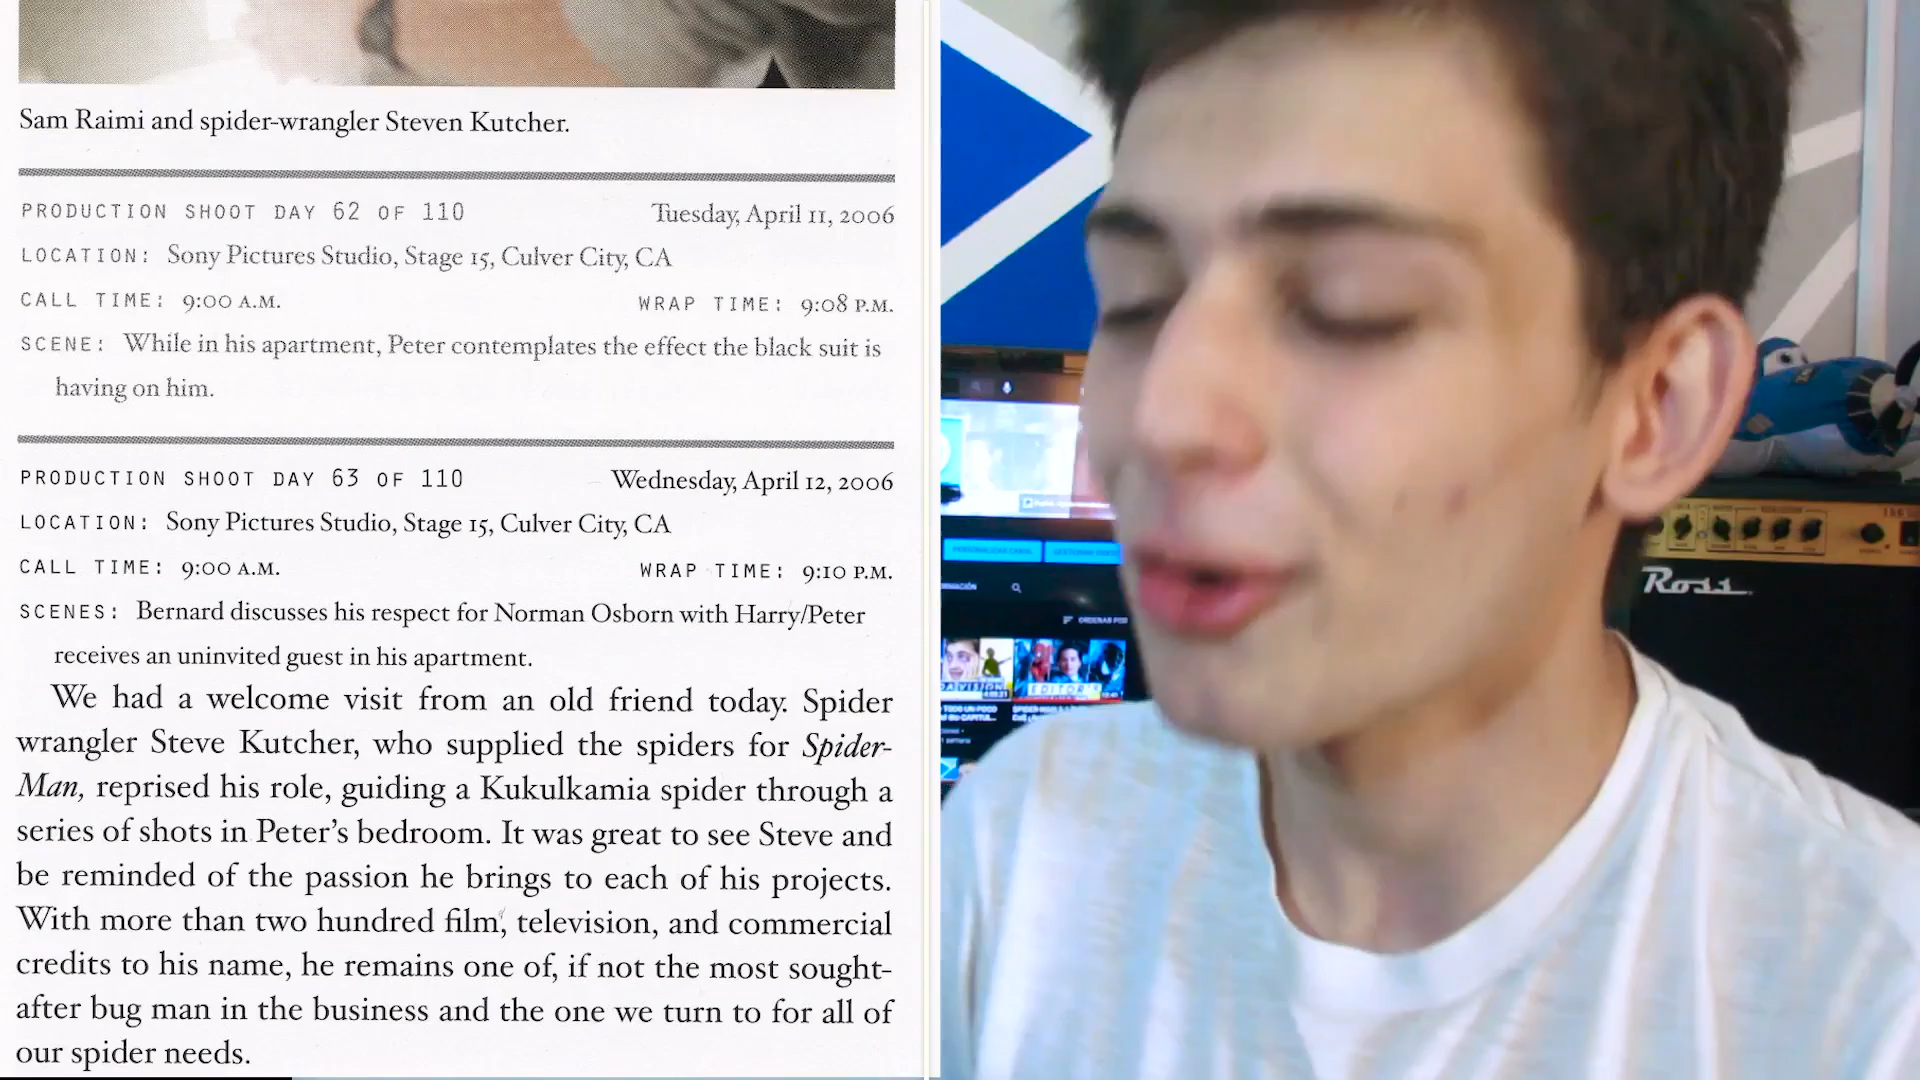 Sam Raimi and spider-wrangler Steven Kutcher.
PRODUCTION SHOOT DAY 62 OF 110 Tuesday, April 11, 2006
LOCATION: Sony Pictures Studio, Stage 15, Culver City, CA
CALL TIME: 9:00 A.M. WRAP TIME: 9:08 P.M.
SCENE: While in his apartment, Peter contemplates the effect the black suit is
having on him.
PRODUCTION SHOOT DAY 63 OF 110 Wednesday, April 12, 2006
LOCATION: Sony Pictures Studio, Stage 15, Culver City, CA
CALL TIME: 9:00 A.M. WRAP TIME: 9:10 P.M.
SCENES: Bernard discusses his respect for Norman Osborn with Harry/Peter
receives an uninvited guest in his apartment.
We had a welcome visit from an old friend today. Spider
wrangler Steve Kutcher, who supplied the spiders for Spider-
Man, reprised his role, guiding a Kukulkamia spider through a
series of shots in Peter's bedroom. It was great to see Steve and
be reminded of the passion he brings to each of his projects.
With more than two hundred film, television, and commercial
credits to his name, he remains one of, if not the most sought-
after bug man in the business and the one we turn to for all of
our spider needs.
Ross
ORDENAR POR
EDITOR'S